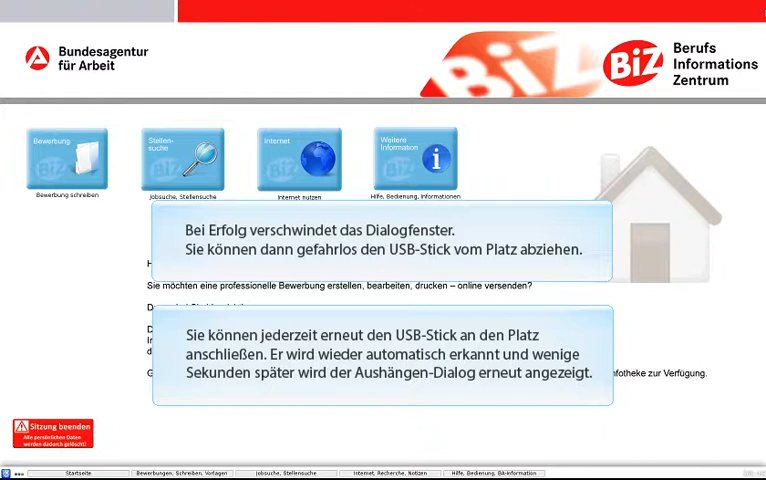 Bundesagentur
für Arbeit
BiZ
BiZ
Berufs
Informations
Zentrum
Bewerbung
Stellen-
suche
Internet
Weitere
Information
Bewerbung schreiben
Jobsuche, Stellensuche
Internet nutzen
Hilfe, Bedienung, Informationen
Bei Erfolg verschwindet das Dialogfenster.
Sie können dann gefahrlos den USB-Stick vom Platz abziehen.
Sie möchten eine professionelle Bewerbung erstellen, bearbeiten, drucken – online versenden?
Sie können jederzeit erneut den USB-Stick an den Platz
anschließen. Er wird wieder automatisch erkannt und wenige
Sekunden später wird der Aushängen-Dialog erneut angezeigt.
zur Verfügung.
Sitzung beenden
Alle persönlichen Daten
werden dadurch gelöscht!
Startseite
Bewerbungen, Schreiben, Vorlagen
Jobsuche, Stellensuche
Internet, Recherche, Notizen
Hilfe, Bedienung, BA-Information